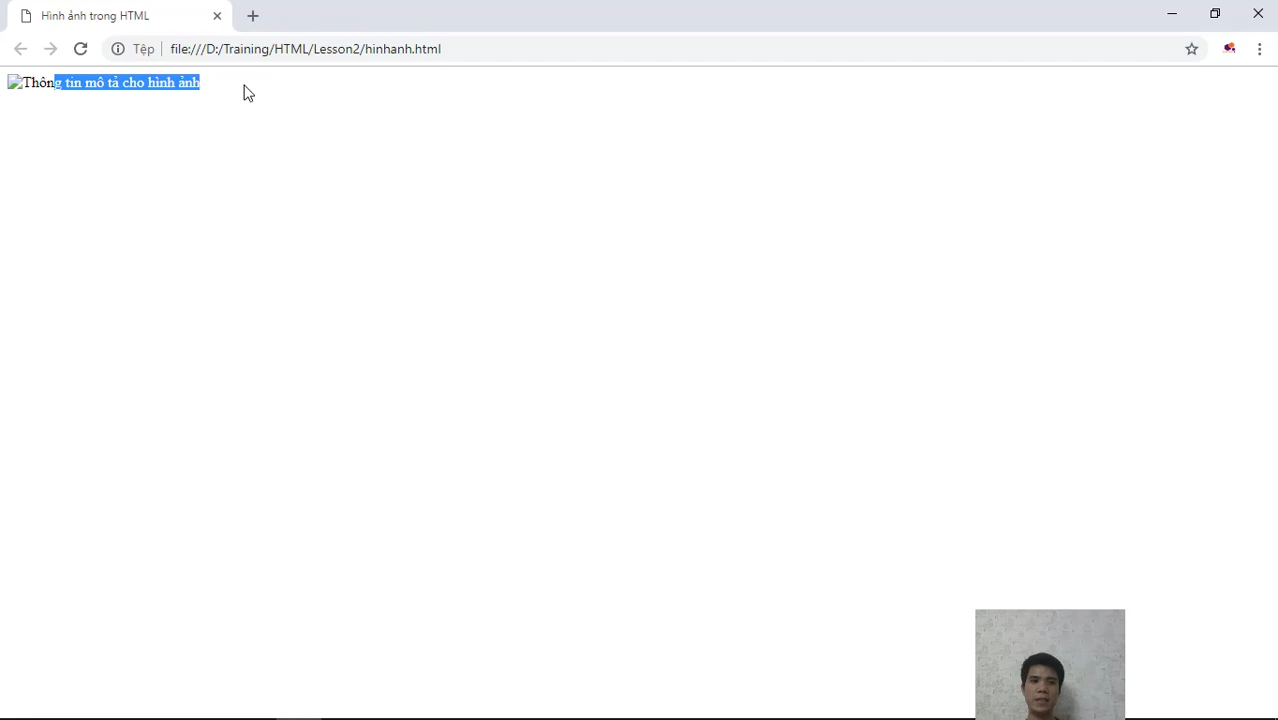 Hình ảnh trong HTML
Tệp file:///D:/Training/HTML/Lesson2/hinhanh.html
Thông tin mô tả cho hình ảnh